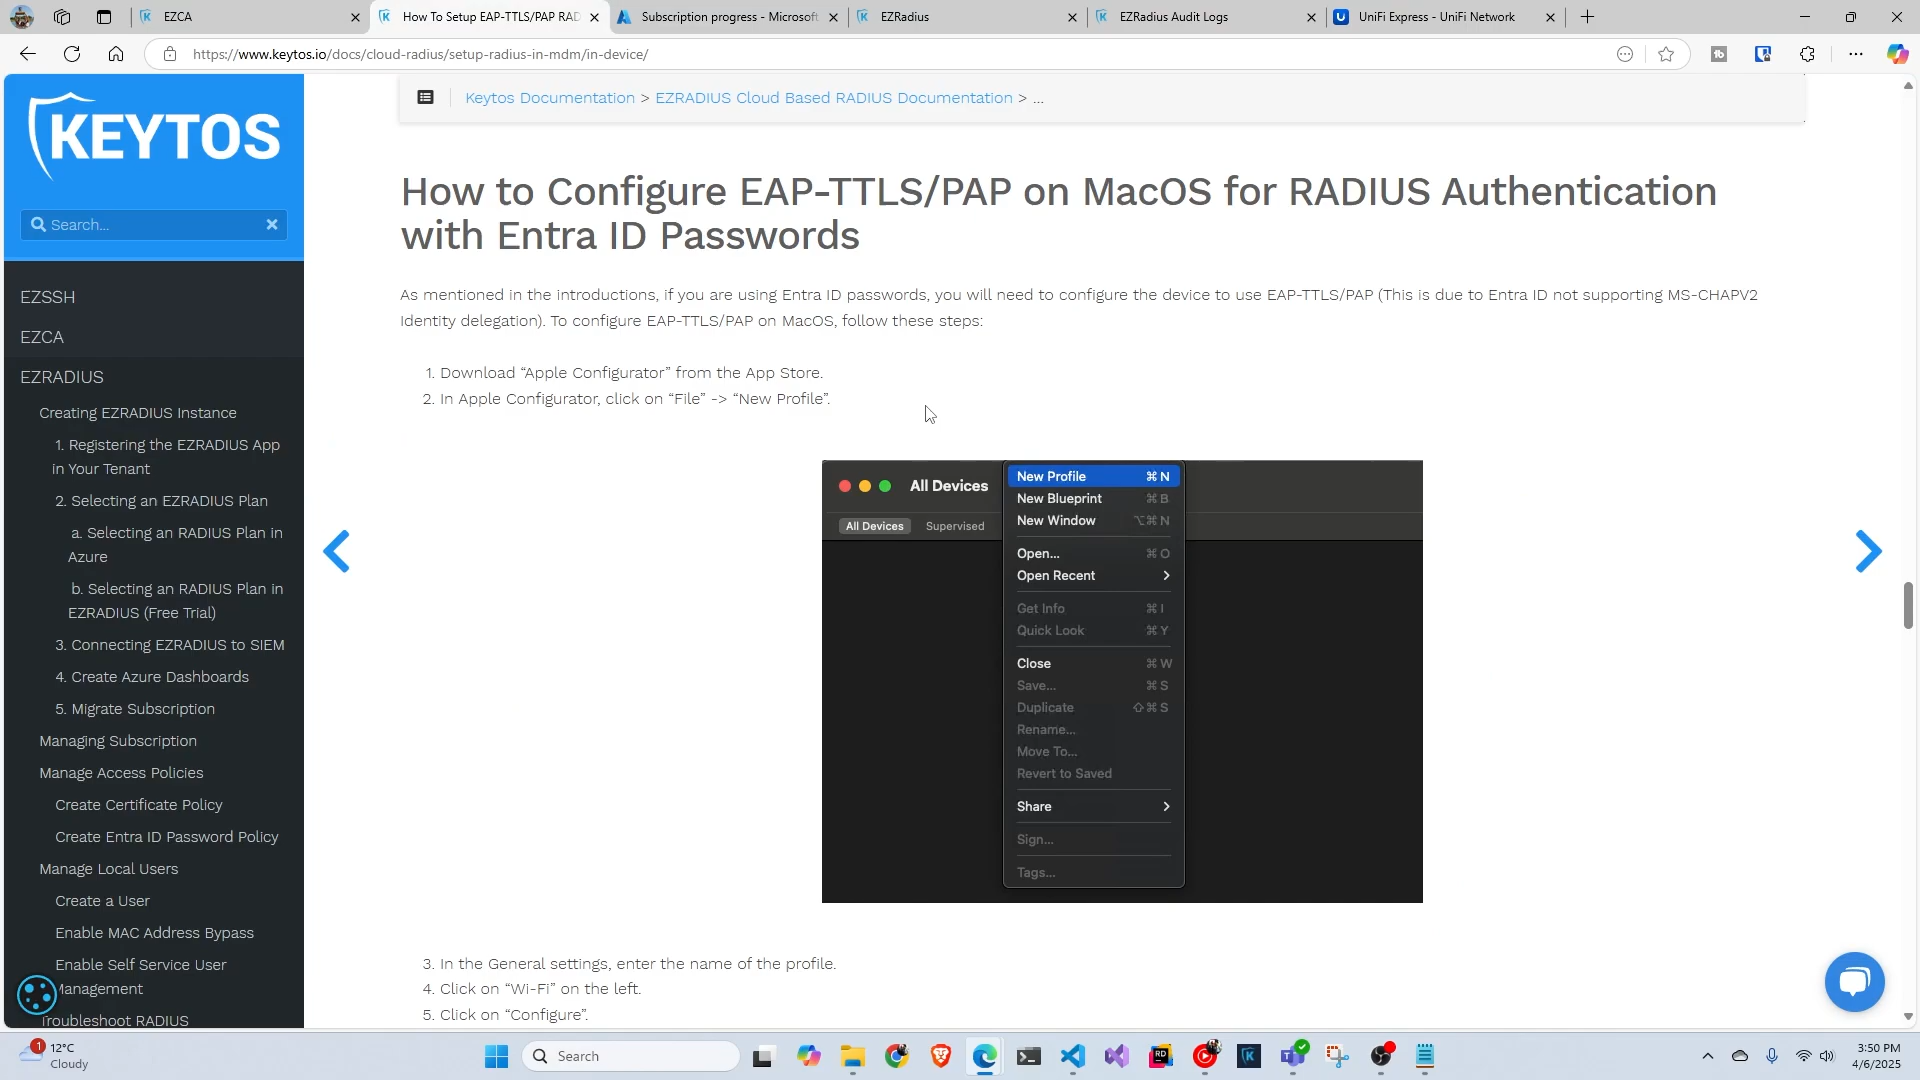 EZCA
How To Setup EAP-TTLS/PAP RAD
Subscription progress - Microsoft
EZRadius
EZRadius Audit Logs
UniFi Express - UniFi Network
https://www.keytos.io/docs/cloud-radius/setup-radius-in-mdm/in-device/
KEYTOS
Search...
EZSSH
EZCA
EZRADIUS
Creating EZRADIUS Instance
1. Registering the EZRADIUS App
in Your Tenant
2. Selecting an EZRADIUS Plan
a. Selecting an RADIUS Plan in
Azure
b. Selecting an RADIUS Plan in
EZRADIUS (Free Trial)
3. Connecting EZRADIUS to SIEM
4. Create Azure Dashboards
5. Migrate Subscription
Managing Subscription
Manage Access Policies
Create Certificate Policy
Create Entra ID Password Policy
Manage Local Users
Create a User
Enable MAC Address Bypass
Enable Self Service User
Management
Troubleshoot RADIUS
Keytos Documentation > EZRADIUS Cloud Based RADIUS Documentation > ...
How to Configure EAP-TTLS/PAP on MacOS for RADIUS Authentication
with Entra ID Passwords
As mentioned in the introductions, if you are using Entra ID passwords, you will need to configure the device to use EAP-TTLS/PAP (This is due to Entra ID not supporting MS-CHAPV2
Identity delegation). To configure EAP-TTLS/PAP on MacOS, follow these steps:
1. Download “Apple Configurator” from the App Store.
2. In Apple Configurator, click on “File” -> “New Profile”.
All Devices
All Devices Supervised
New Profile ⌘ N
New Blueprint ⌘ B
New Window ⌥⌘ N
Open... ⌘ O
Open Recent >
Get Info ⌘ I
Quick Look ⌘ Y
Close ⌘ W
Save... ⌘ S
Duplicate ⇧⌘ S
Rename...
Move To...
Revert to Saved
Share >
Sign...
Tags...
3. In the General settings, enter the name of the profile.
4. Click on “Wi-Fi” on the left.
5. Click on “Configure”.
1
12°C
Cloudy
Search
3:50 PM
4/6/2025